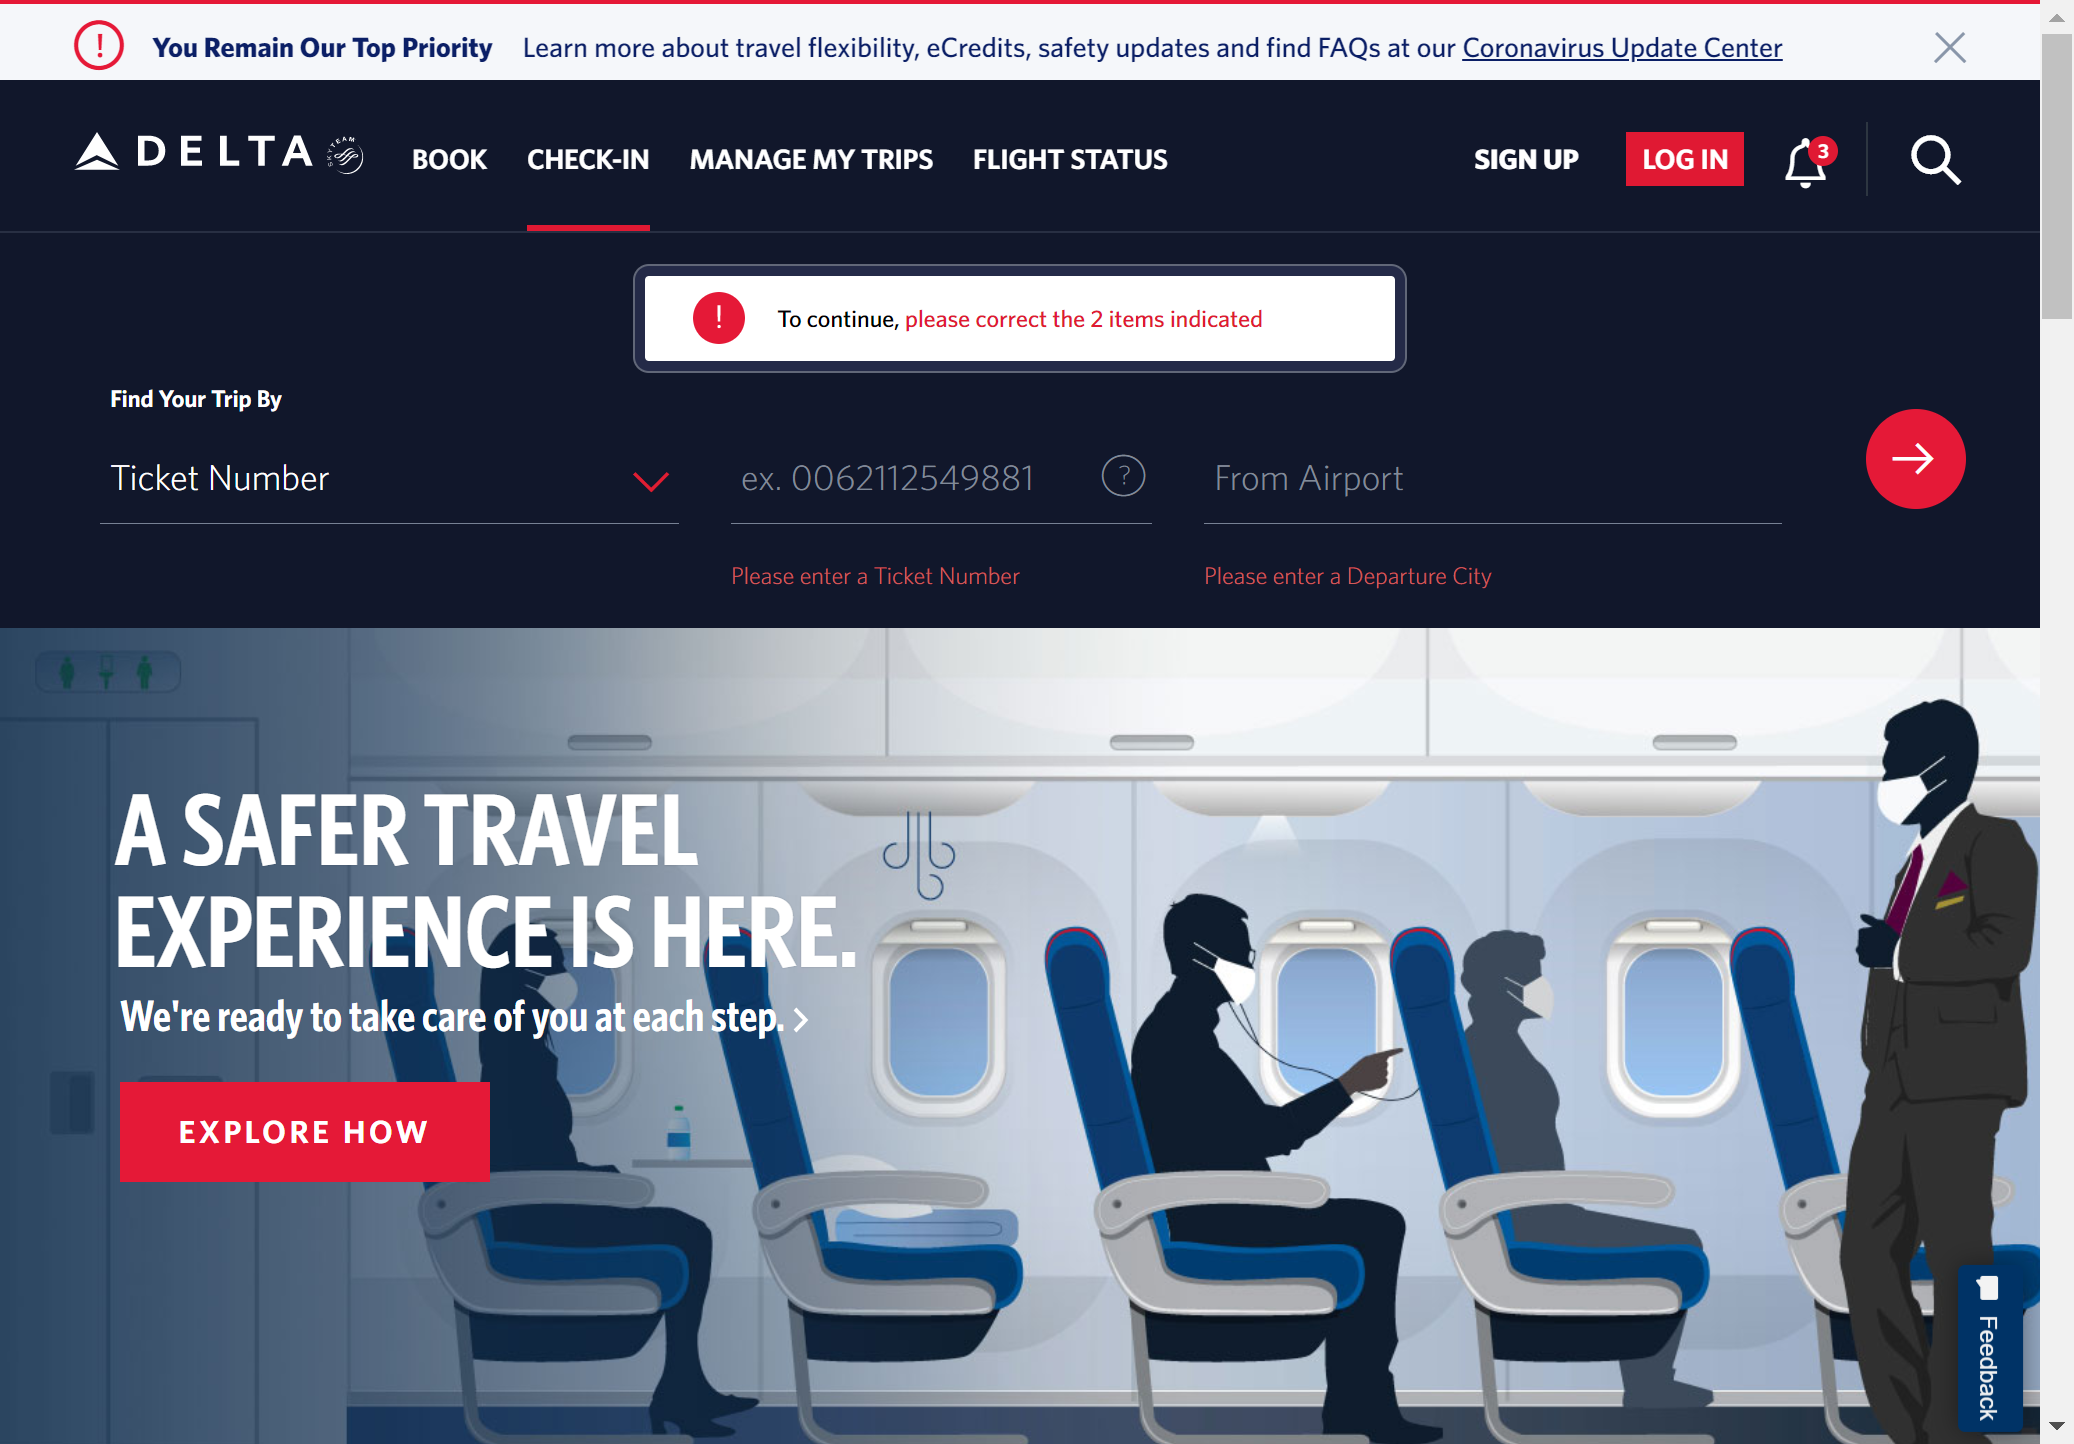 You Remain Our Top Priority Learn more about travel flexibility, eCredits, safety updates and find FAQs at our Coronavirus Update Center
DELTA SKYTEAM BOOK CHECK-IN MANAGE MY TRIPS FLIGHT STATUS SIGN UP LOG IN 3
! To continue, please correct the 2 items indicated
Find Your Trip By
Ticket Number ex. 0062112549881 ? From Airport
Please enter a Ticket Number Please enter a Departure City
A SAFER TRAVEL
EXPERIENCE IS HERE.
We're ready to take care of you at each step.
EXPLORE HOW
Feedback